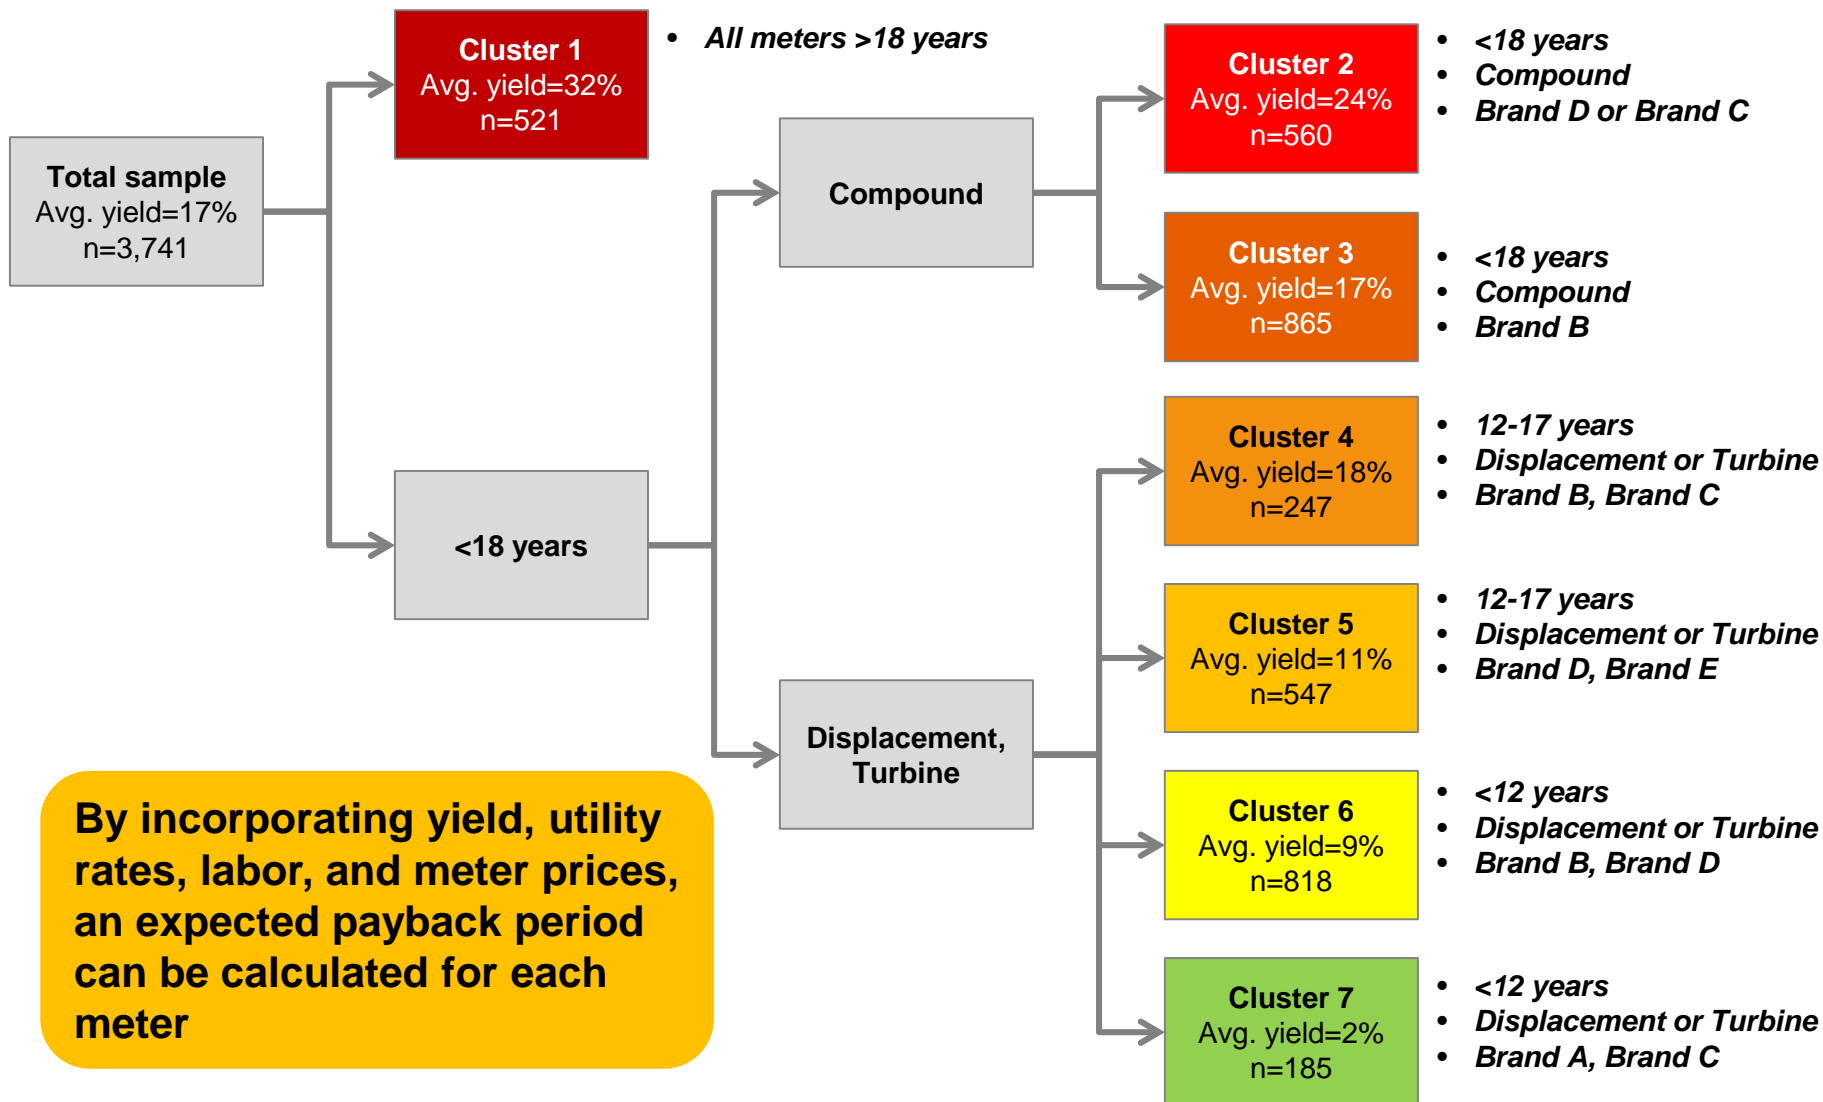 Total sample
Avg. yield=17%
n=3,741
Cluster 1
Avg. yield=32%
n=521
• All meters >18 years
<18 years
Compound
Displacement,
Turbine
Cluster 2
Avg. yield=24%
n=560
• <18 years
• Compound
• Brand D or Brand C
Cluster 3
Avg. yield=17%
n=865
• <18 years
• Compound
• Brand B
Cluster 4
Avg. yield=18%
n=247
• 12-17 years
• Displacement or Turbine
• Brand B, Brand C
Cluster 5
Avg. yield=11%
n=547
• 12-17 years
• Displacement or Turbine
• Brand D, Brand E
Cluster 6
Avg. yield=9%
n=818
• <12 years
• Displacement or Turbine
• Brand B, Brand D
Cluster 7
Avg. yield=2%
n=185
• <12 years
• Displacement or Turbine
• Brand A, Brand C
By incorporating yield, utility
rates, labor, and meter prices,
an expected payback period
can be calculated for each
meter